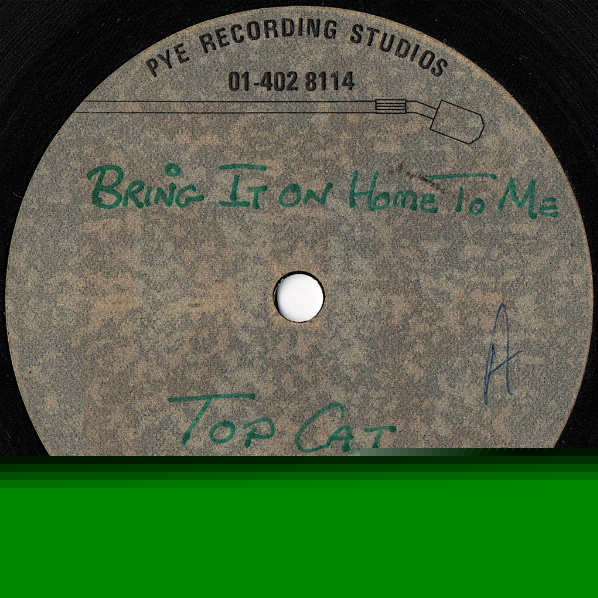 PYE RECORDING STUDIOS
01-402 8114
BRING IT ON HOME TO ME
A
TOP CAT